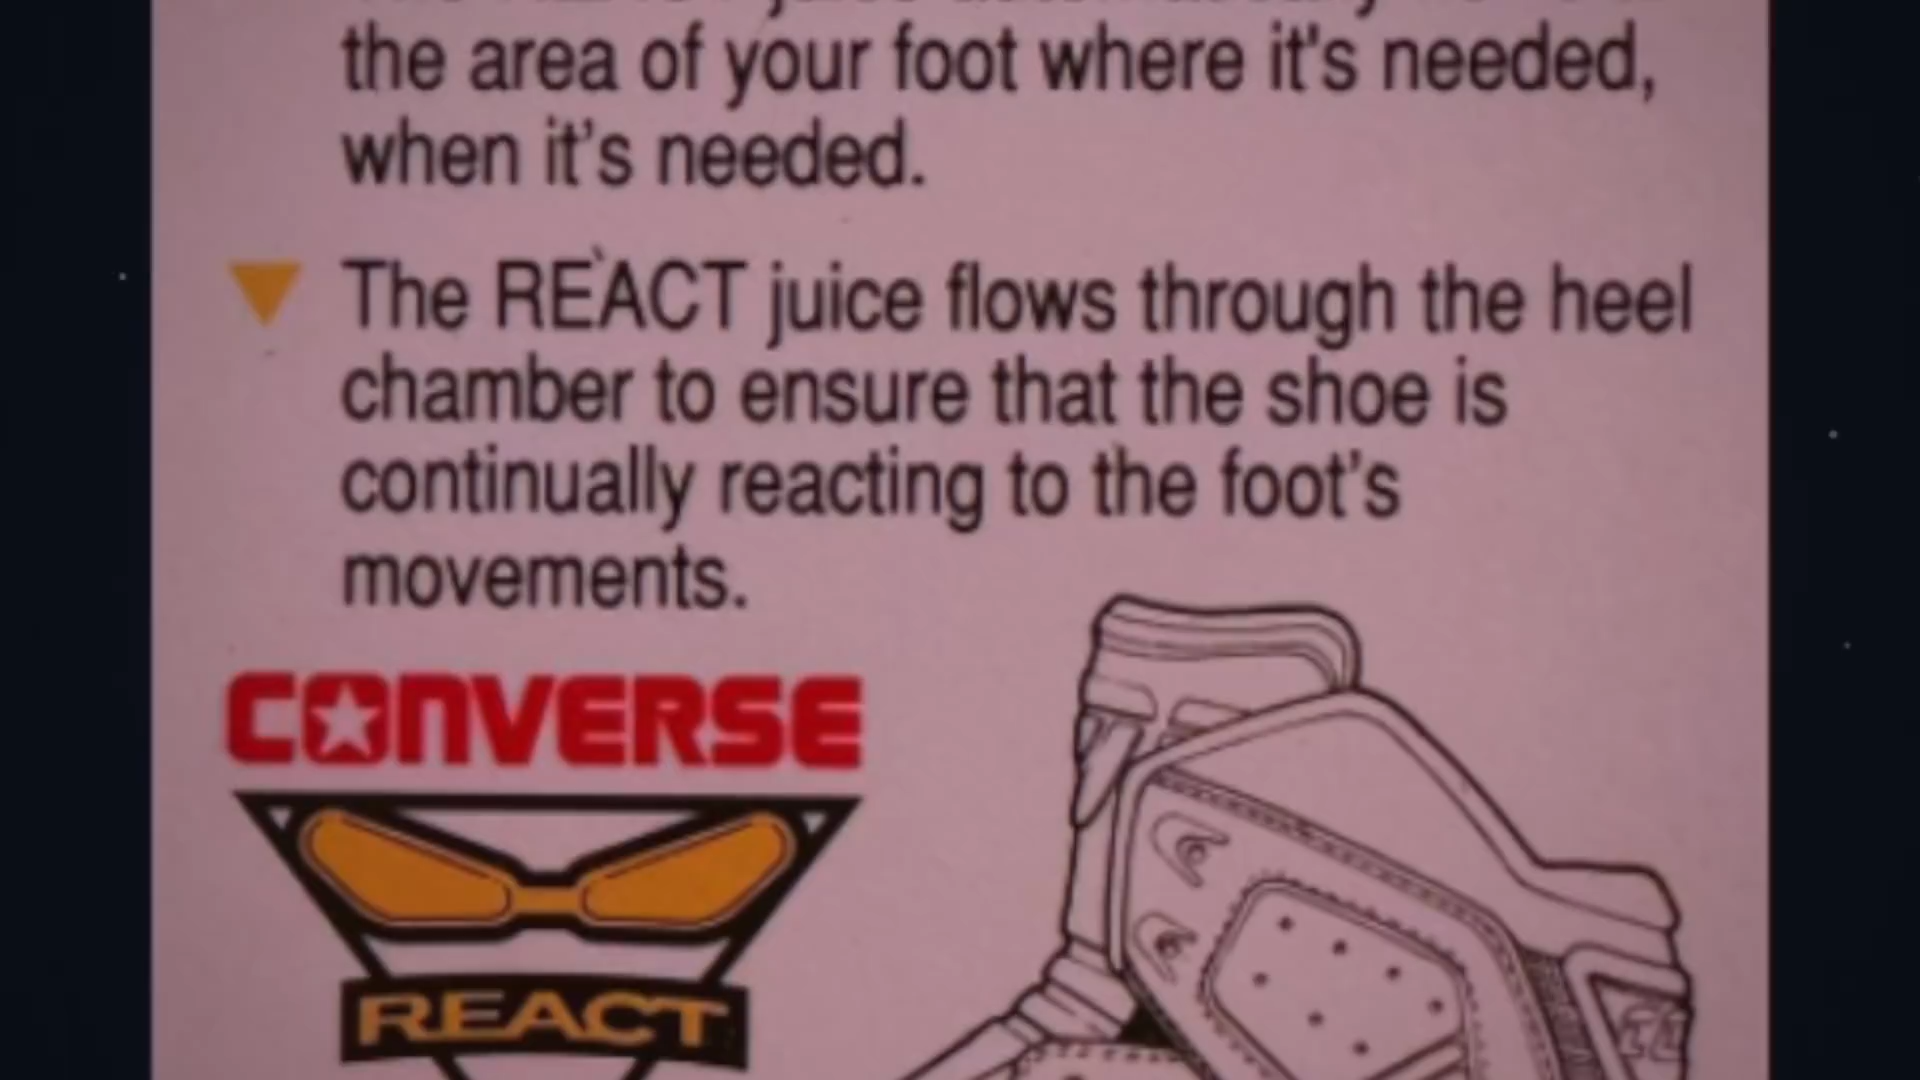 the area of your foot where it's needed,
when it's needed.
The REACT juice flows through the heel
chamber to ensure that the shoe is
continually reacting to the foot's
movements.
CONVERSE
REACT